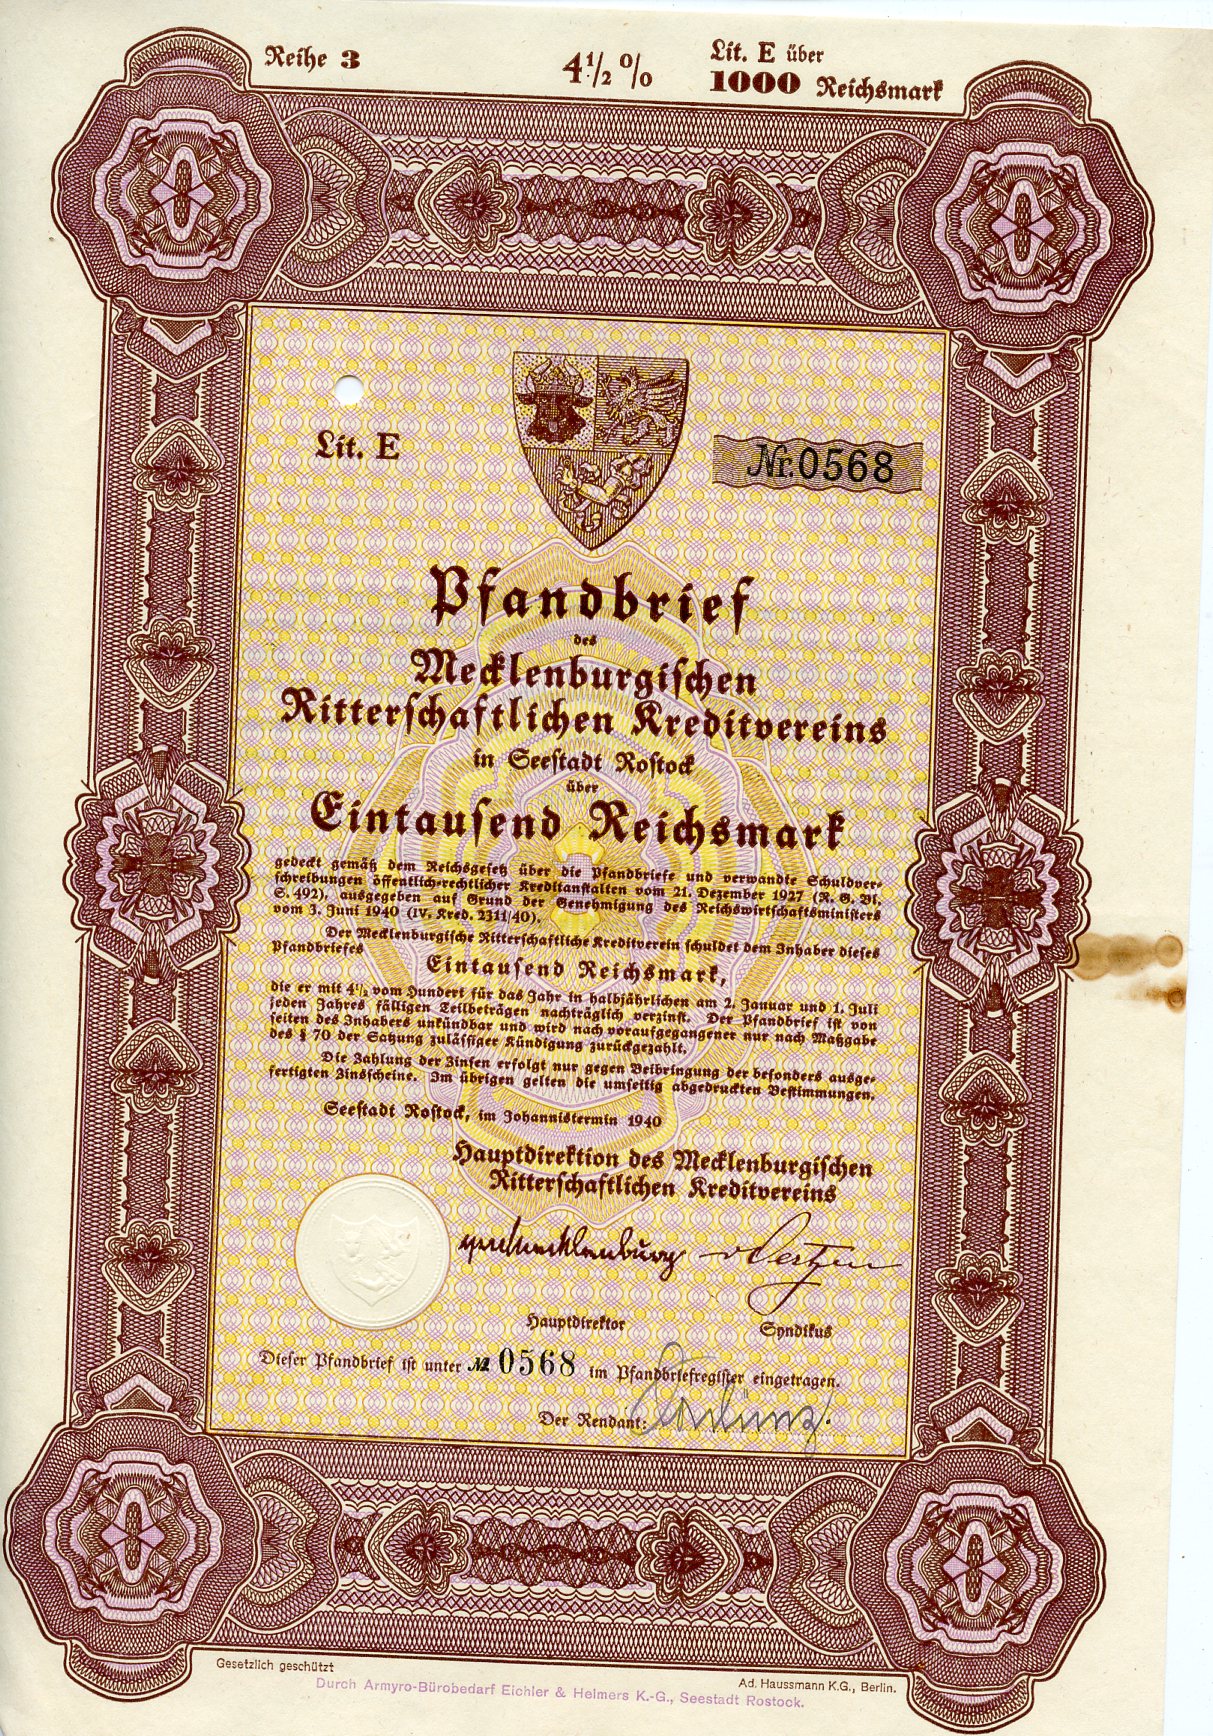 Reihe 3
4 1/2 %
Lit. E über
1000 Reichsmark
Lit. E
Nr. 0568
Pfandbrief
des
Mecklenburgischen
Ritterschaftlichen Kreditvereins
in Seestadt Rostock
über
Eintausend Reichsmark
gedeckt gemäß dem Reichsgesetz über die Pfandbriefe und verwandte Schuldver-
schreibungen öffentlich-rechtlicher Kreditanstalten vom 21. Dezember 1927 (R. G. Bl.
S. 492), ausgegeben auf Grund der Genehmigung des Reichswirtschaftsministers
vom 3. Juni 1940 (IV. Kred. 2311/40).
Der Mecklenburgische Ritterschaftliche Kreditverein schuldet dem Inhaber dieses
Pfandbriefes
Eintausend Reichsmark,
die er mit 4 1/2 vom Hundert für das Jahr in halbjährlichen am 2. Januar und 1. Juli
jeden Jahres fälligen Teilbeträgen nachträglich verzinst. Der Pfandbrief ist von
seiten des Inhabers unkündbar und wird nach voraufgegangener nur nach Maßgabe
des § 70 der Satzung zulässiger Kündigung zurückgezahlt.
Die Zahlung der Zinsen erfolgt nur gegen Beibringung der besonders ausge-
fertigten Zinsscheine. Im übrigen gelten die umseitig abgedruckten Bestimmungen.
Seestadt Rostock, im Johannistermin 1940
Hauptdirektion des Mecklenburgischen
Ritterschaftlichen Kreditvereins
v Oertzen
Hauptdirektor
Syndikus
Dieser Pfandbrief ist unter № 0568 im Pfandbriefregister eingetragen.
Der Rendant:
Gesetzlich geschützt
Ad. Haussmann K.G., Berlin.
Durch Armyro-Bürobedarf Eichler & Heimers K.-G., Seestadt Rostock.